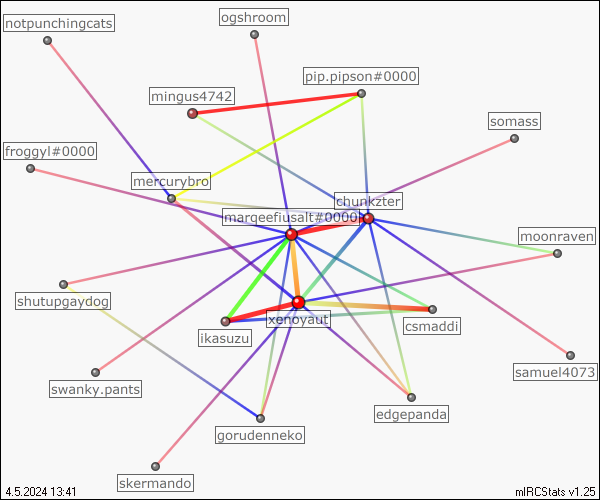 ogshroom
notpunchingcats
pip.pipson#0000
mingus4742
somass
froggyl#0000
mercurybro
chunkzter
marqeefiusalt#0000
moonraven
shutupgaydog
xenoyaut
csmaddi
ikasuzu
samuel4073
swanky.pants
edgepanda
gorudenneko
skermando
4.5.2024 13:41
mIRCStats v1.25